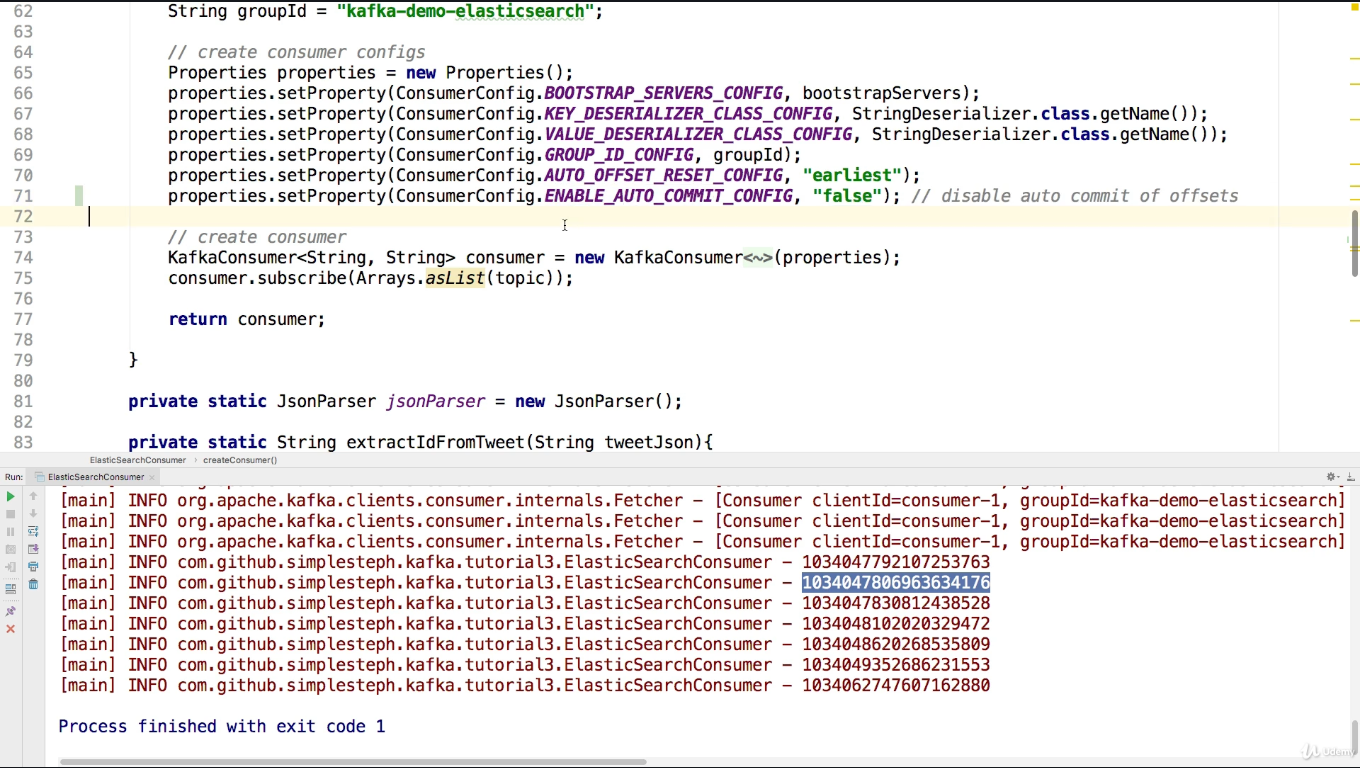 62 String groupId = "kafka-demo-elasticsearch";
63
64 // create consumer configs
65 Properties properties = new Properties();
66 properties.setProperty(ConsumerConfig.BOOTSTRAP_SERVERS_CONFIG, bootstrapServers);
67 properties.setProperty(ConsumerConfig.KEY_DESERIALIZER_CLASS_CONFIG, StringDeserializer.class.getName());
68 properties.setProperty(ConsumerConfig.VALUE_DESERIALIZER_CLASS_CONFIG, StringDeserializer.class.getName());
69 properties.setProperty(ConsumerConfig.GROUP_ID_CONFIG, groupId);
70 properties.setProperty(ConsumerConfig.AUTO_OFFSET_RESET_CONFIG, "earliest");
71 properties.setProperty(ConsumerConfig.ENABLE_AUTO_COMMIT_CONFIG, "false"); // disable auto commit of offsets
72
73 // create consumer
74 KafkaConsumer<String, String> consumer = new KafkaConsumer<~>(properties);
75 consumer.subscribe(Arrays.asList(topic));
76
77 return consumer;
78
79 }
80
81 private static JsonParser jsonParser = new JsonParser();
82
83 private static String extractIdFromTweet(String tweetJson){
ElasticSearchConsumer › createConsumer()
Run: ElasticSearchConsumer ×
[main] INFO org.apache.kafka.clients.consumer.internals.Fetcher - [Consumer clientId=consumer-1, groupId=kafka-demo-elasticsearch]
[main] INFO org.apache.kafka.clients.consumer.internals.Fetcher - [Consumer clientId=consumer-1, groupId=kafka-demo-elasticsearch]
[main] INFO org.apache.kafka.clients.consumer.internals.Fetcher - [Consumer clientId=consumer-1, groupId=kafka-demo-elasticsearch]
[main] INFO com.github.simplesteph.kafka.tutorial3.ElasticSearchConsumer - 1034047792107253763
[main] INFO com.github.simplesteph.kafka.tutorial3.ElasticSearchConsumer - 1034047806963634176
[main] INFO com.github.simplesteph.kafka.tutorial3.ElasticSearchConsumer - 1034047830812438528
[main] INFO com.github.simplesteph.kafka.tutorial3.ElasticSearchConsumer - 1034048102020329472
[main] INFO com.github.simplesteph.kafka.tutorial3.ElasticSearchConsumer - 1034048620268535809
[main] INFO com.github.simplesteph.kafka.tutorial3.ElasticSearchConsumer - 1034049352686231553
[main] INFO com.github.simplesteph.kafka.tutorial3.ElasticSearchConsumer - 1034062747607162880
Process finished with exit code 1
Udemy